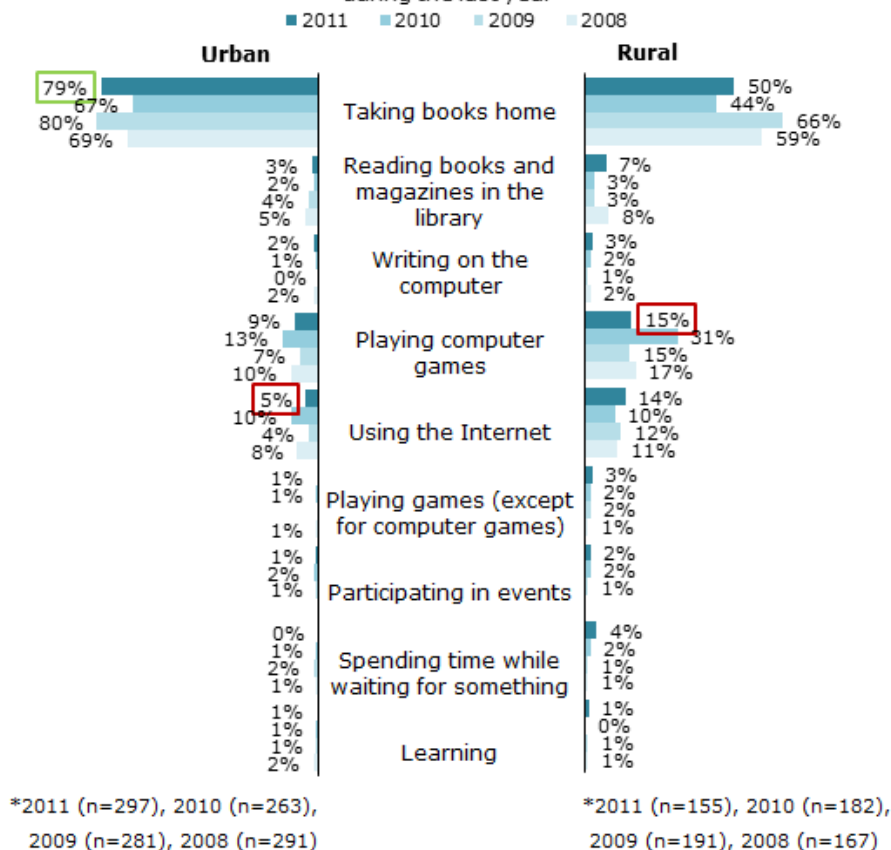 during the last year
2011 2010 2009 2008
Urban Rural
79% Taking books home 50%
67% 44%
80% 66%
69% 59%
3% Reading books and 7%
2% magazines in the 3%
4% library 3%
5% 8%
2% Writing on the 3%
1% computer 2%
0% 1%
2% 2%
9% Playing computer 15%
13% games 31%
7% 15%
10% 17%
5% Using the Internet 14%
10% 10%
4% 12%
8% 11%
1% Playing games (except 3%
1% for computer games) 2%
2%
1% 1%
1% Participating in events 2%
2% 2%
1% 1%
0% Spending time while 4%
1% waiting for something 2%
2% 1%
1% 1%
1% Learning 1%
1% 0%
1% 1%
2% 1%
*2011 (n=297), 2010 (n=263), *2011 (n=155), 2010 (n=182),
2009 (n=281), 2008 (n=291) 2009 (n=191), 2008 (n=167)